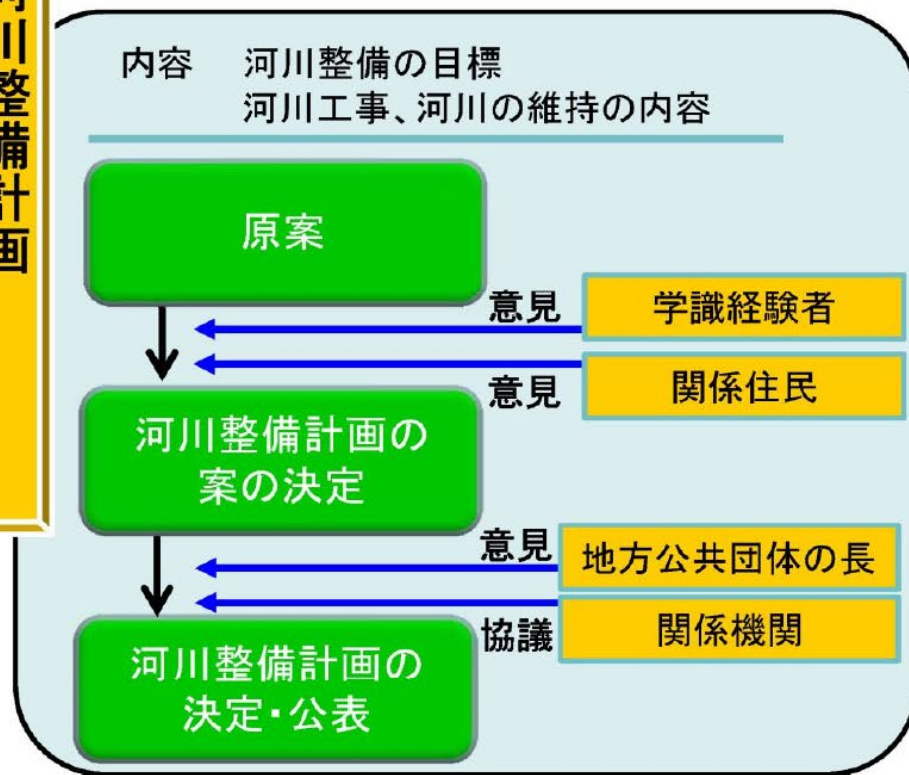 河川整備計画
内容 河川整備の目標
河川工事、河川の維持の内容
原案
意見
学識経験者
関係住民
意見
河川整備計画の
案の決定
意見
地方公共団体の長
関係機関
協議
河川整備計画の
決定・公表